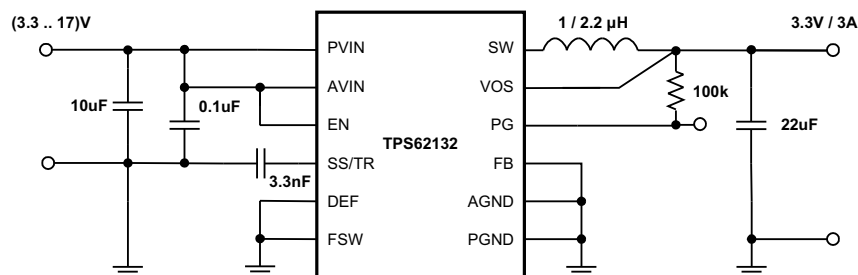 (3.3 .. 17)V
1 / 2.2 µH
3.3V / 3A
PVIN
SW
AVIN
VOS
10uF
0.1uF
100k
EN
PG
22uF
TPS62132
SS/TR
FB
3.3nF
DEF
AGND
FSW
PGND